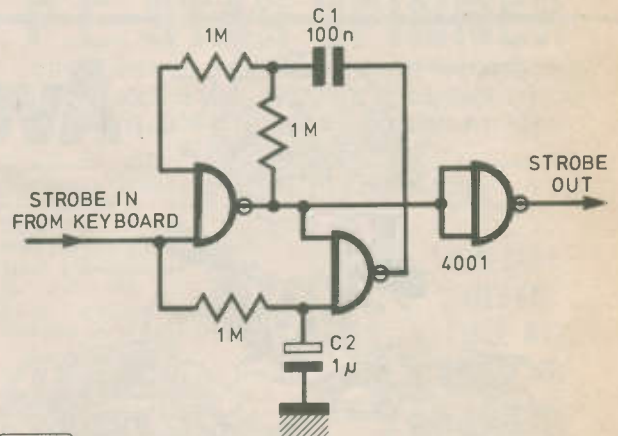 C1
100n
1M
1M
STROBE IN
FROM KEYBOARD
STROBE
OUT
4001
1M
C2
1μ